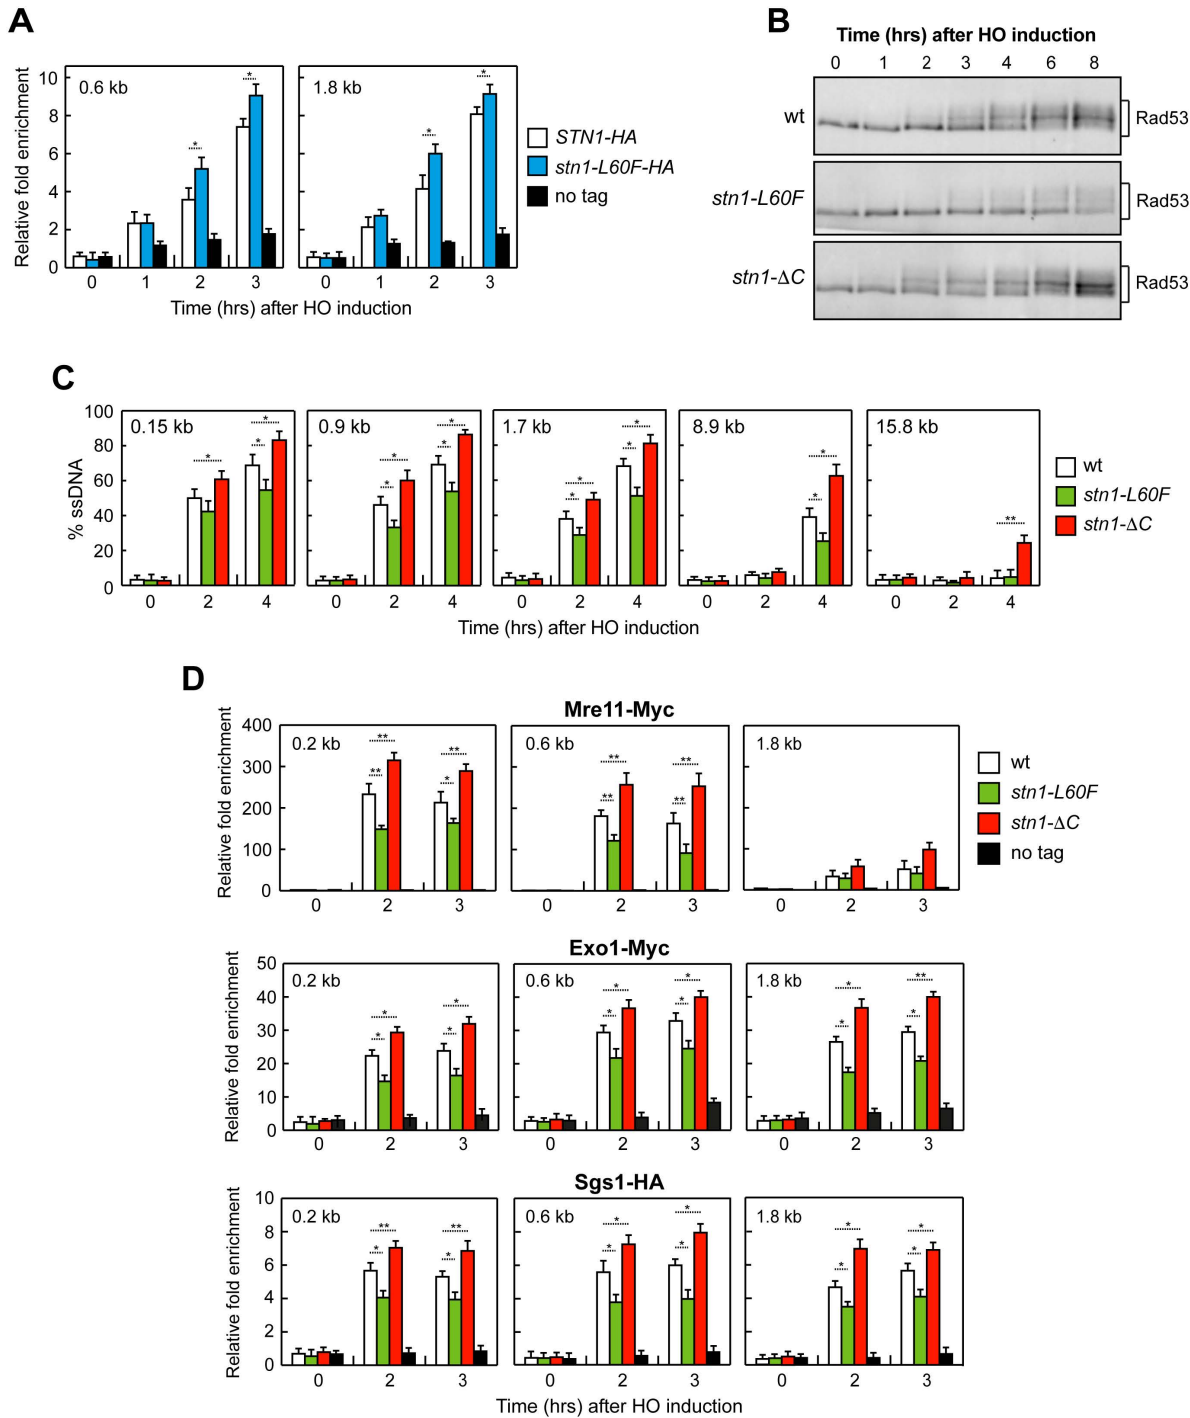 A
Relative fold enrichment
10
8
6
4
2
0
0.6 kb
*
*
0 1 2 3
1.8 kb
*
*
0 1 2 3
Time (hrs) after HO induction
STN1-HA
stn1-L60F-HA
no tag
B
Time (hrs) after HO induction
0 1 2 3 4 6 8
wt
Rad53
stn1-L60F
Rad53
stn1-ΔC
Rad53
C
% ssDNA
100
80
60
40
20
0
0.15 kb
*
*
*
0 2 4
0.9 kb
*
*
*
*
0 2 4
1.7 kb
*
*
*
*
0 2 4
8.9 kb
*
*
0 2 4
15.8 kb
**
0 2 4
Time (hrs) after HO induction
wt
stn1-L60F
stn1-ΔC
D
Mre11-Myc
Relative fold enrichment
400
300
200
100
0
0.2 kb
**
**
**
*
0 2 3
0.6 kb
**
**
**
**
0 2 3
1.8 kb
0 2 3
wt
stn1-L60F
stn1-ΔC
no tag
Exo1-Myc
Relative fold enrichment
50
40
30
20
10
0
0.2 kb
*
*
*
*
0 2 3
0.6 kb
*
*
*
*
0 2 3
1.8 kb
*
*
**
*
0 2 3
Sgs1-HA
Relative fold enrichment
10
8
6
4
2
0
0.2 kb
**
*
**
*
0 2 3
0.6 kb
*
*
*
*
0 2 3
1.8 kb
*
*
*
*
0 2 3
Time (hrs) after HO induction